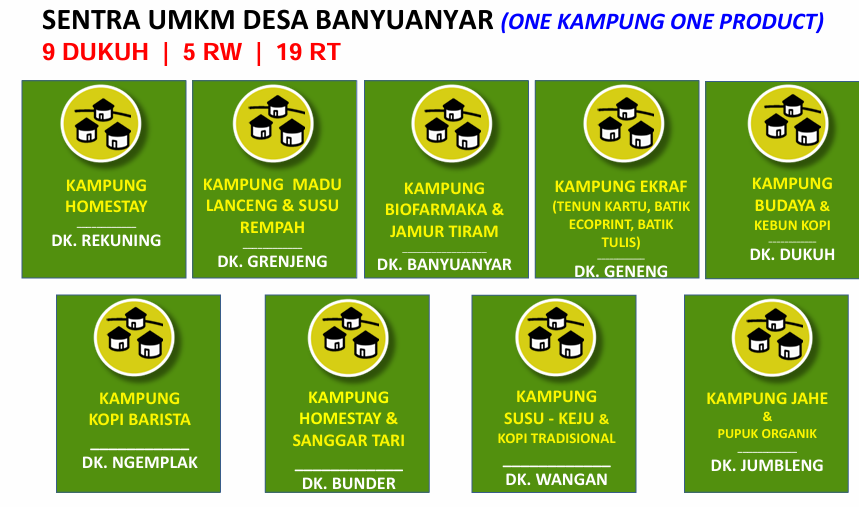 SENTRA UMKM DESA BANYUANYAR (ONE KAMPUNG ONE PRODUCT)
9 DUKUH | 5 RW | 19 RT
KAMPUNG
HOMESTAY
DK. REKUNING
KAMPUNG MADU
LANCENG & SUSU
REMPAH
DK. GRENJENG
KAMPUNG
BIOFARMAKA &
JAMUR TIRAM
DK. BANYUANYAR
KAMPUNG EKRAF
(TENUN KARTU, BATIK
ECOPRINT, BATIK
TULIS)
DK. GENENG
KAMPUNG
BUDAYA &
KEBUN KOPI
DK. DUKUH
KAMPUNG
KOPI BARISTA
DK. NGEMPLAK
KAMPUNG
HOMESTAY &
SANGGAR TARI
DK. BUNDER
KAMPUNG
SUSU - KEJU &
KOPI TRADISIONAL
DK. WANGAN
KAMPUNG JAHE
&
PUPUK ORGANIK
DK. JUMBLENG